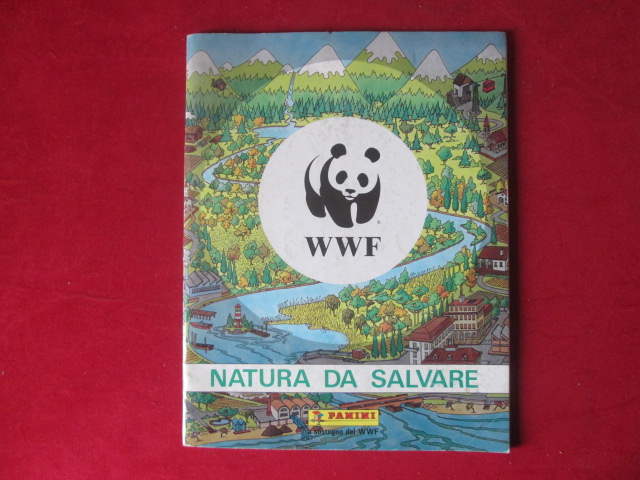 WWF
NATURA DA SALVARE
PANINI
a sostegno del WWF